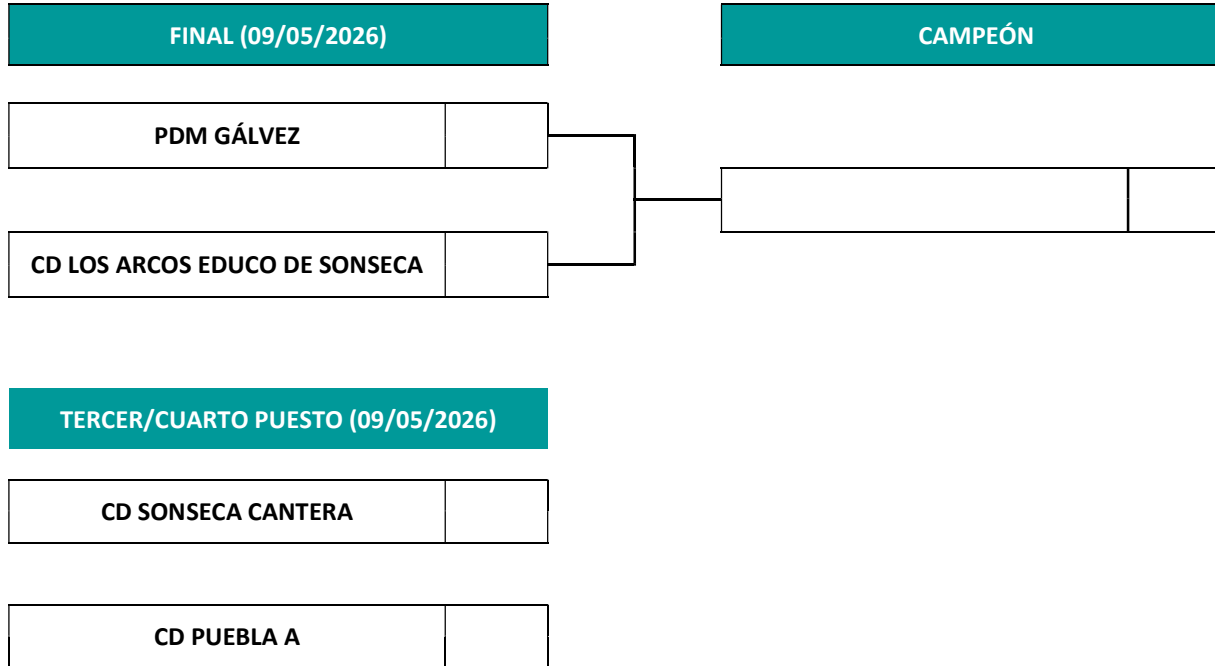 FINAL (09/05/2026)
CAMPEÓN
PDM GÁLVEZ
CD LOS ARCOS EDUCO DE SONSECA
TERCER/CUARTO PUESTO (09/05/2026)
CD SONSECA CANTERA
CD PUEBLA A